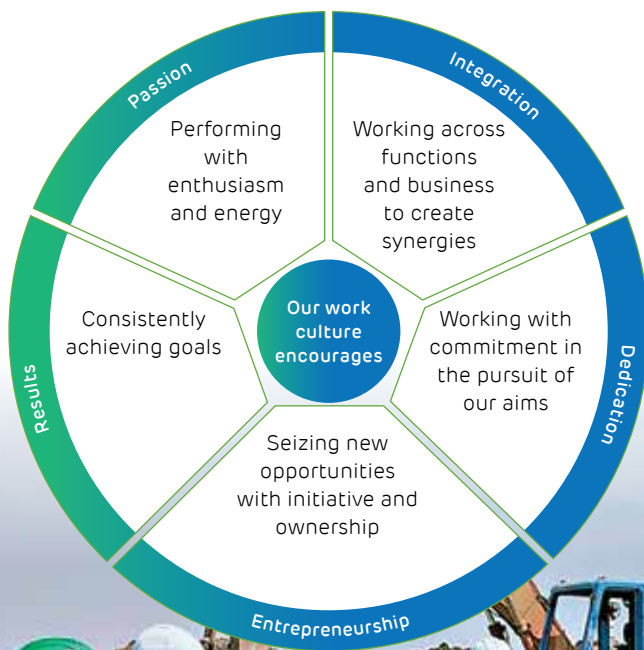 Passion
Performing
with
enthusiasm
and energy
Integration
Working across
functions
and business
to create
synergies
Dedication
Working with
commitment in
the pursuit of
our aims
Entrepreneurship
Seizing new
opportunities
with initiative and
ownership
Results
Consistently
achieving goals
Our work
culture
encourages